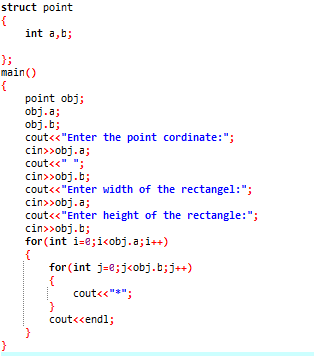 struct point
{
int a,b;
};
main()
{
point obj;
obj.a;
obj.b;
cout<<"Enter the point cordinate:";
cin>>obj.a;
cout<<" ";
cin>>obj.b;
cout<<"Enter width of the rectangel:";
cin>>obj.a;
cout<<"Enter height of the rectangle:";
cin>>obj.b;
for(int i=0;i<obj.a;i++)
{
for(int j=0;j<obj.b;j++)
{
cout<<"*";
}
cout<<endl;
}
}